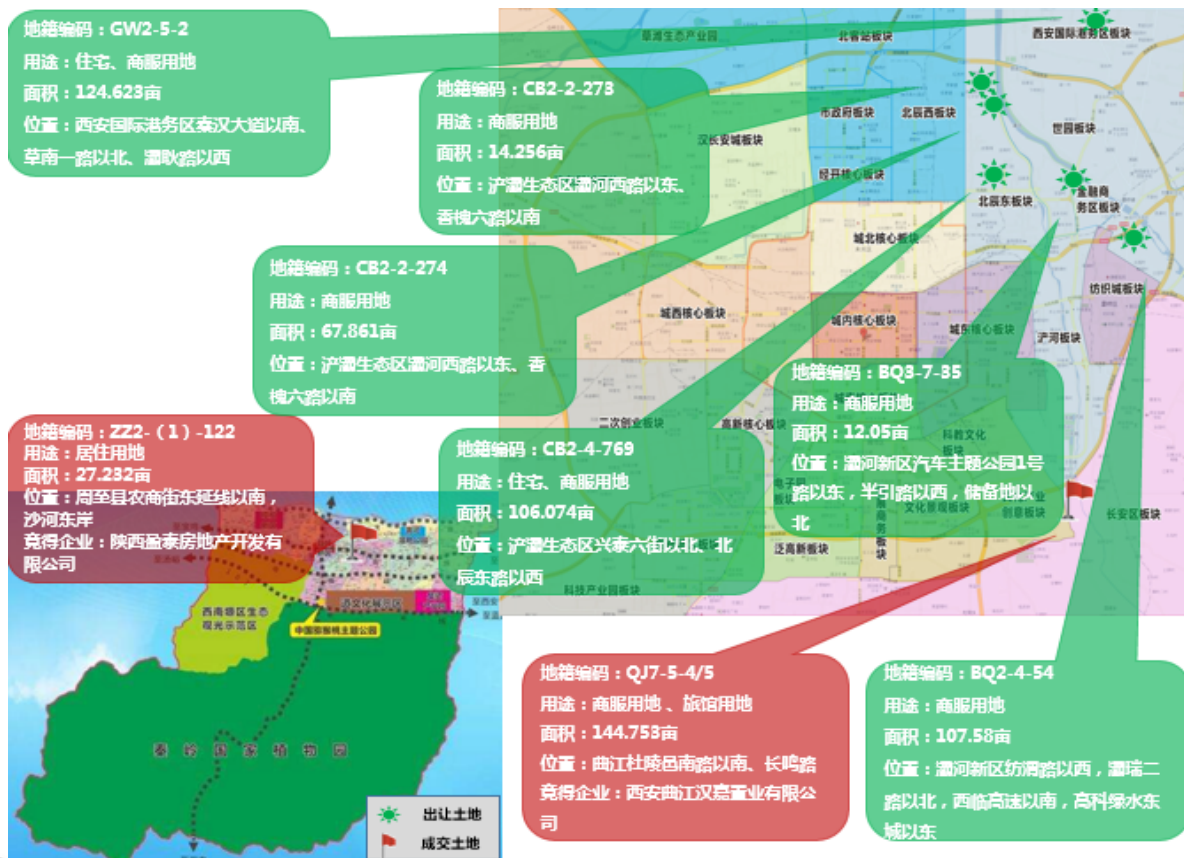 地籍编码：GW2-5-2
用途：住宅、商服用地
面积：124.623亩
位置：西安国际港务区秦汉大道以南、
草南一路以北、灞耿路以西
地籍编码：CB2-2-273
用途：商服用地
面积：14.256亩
位置：浐灞生态区灞河西路以东、
香槐六路以南
地籍编码：CB2-2-274
用途：商服用地
面积：67.861亩
位置：浐灞生态区灞河西路以东、香
槐六路以南
地籍编码：ZZ2-（1）-122
用途：居住用地
面积：27.232亩
位置：周至县农商街东延线以南，
沙河东岸
竞得企业：陕西盈泰房地产开发有
限公司
地籍编码：CB2-4-769
用途：住宅、商服用地
面积：106.074亩
位置：浐灞生态区兴泰六街以北、北
辰东路以西
地籍编码：BQ3-7-35
用途：商服用地
面积：12.05亩
位置：灞河新区汽车主题公园1号
路以东，半引路以西，储备地以
北
地籍编码：QJ7-5-4/5
用途：商服用地、旅馆用地
面积：144.753亩
位置：曲江杜陵邑南路以南、长鸣路
竞得企业：西安曲江汉嘉置业有限公
司
地籍编码：BQ2-4-54
用途：商服用地
面积：107.58亩
位置：灞河新区纺渭路以西，灞瑞二
路以北，西临高速以南，高科绿水东
城以东
草滩生态产业园
北客站板块
西安国际港务区板块
市政府板块
北辰西板块
世园板块
汉长安城板块
经开核心板块
北辰东板块
金融商
务区板块
城北核心板块
纺织城板块
城西核心板块
城内核心板块
城东核心板块
浐河板块
二次创业板块
高新核心板块
科教文化
板块
电子城
板块
文化景观板块
创意板块
长安区板块
泛高新板块
商务板块
科技产业园板块
西南塬区生态
观光示范区
道文化展示区
中国猕猴桃主题公园
至西安
秦岭国家植物园
出让土地
成交土地